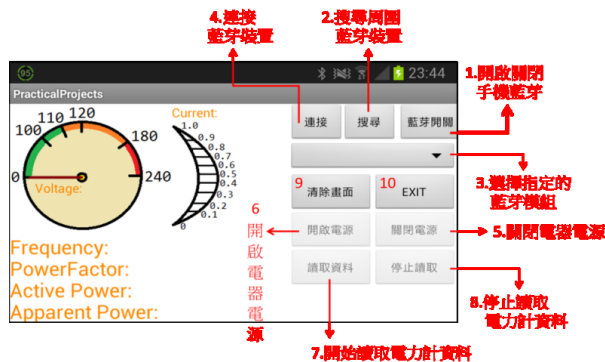 4.連接
藍芽裝置
2.搜尋周圍
藍芽裝置
95
23:44
1.開啟關閉
手機藍芽
PracticalProjects
110 120
100
180
0
240
Voltage:
Current:
1.0
0.9
0.8
0.7
0.6
0.5
0.4
0.3
0.2
0.1
0
連接
搜尋
藍芽開關
3.選擇指定的
藍芽模組
9
清除畫面
10
EXIT
6
開
啟
電
器
電
源
開啟電源
關閉電源
5.關閉電器電源
Frequency:
PowerFactor:
Active Power:
Apparent Power:
讀取資料
停止讀取
8.停止讀取
電力計資料
7.開始讀取電力計資料